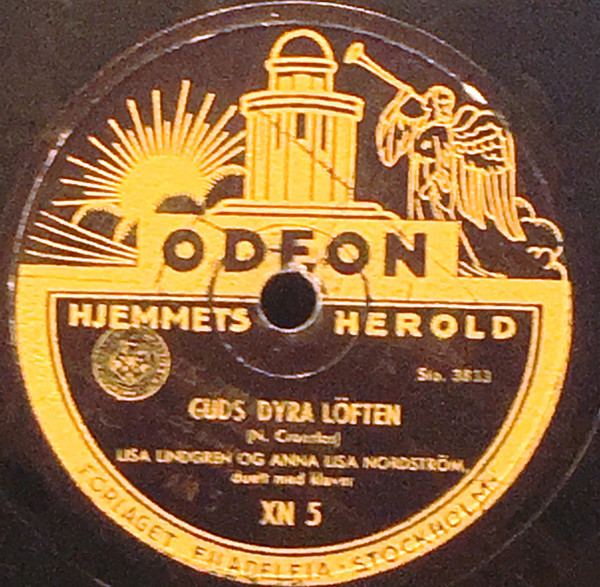 ODEON
HJEMMETS HEROLD
Sto. 3833
GUDS DYRA LÖFTEN
LISA LINDGREN OG ANNA LISA NORDSTRÖM,
duett med klaver
XN 5
FÖRLAGET FILADELFIA · STOCKHOLM